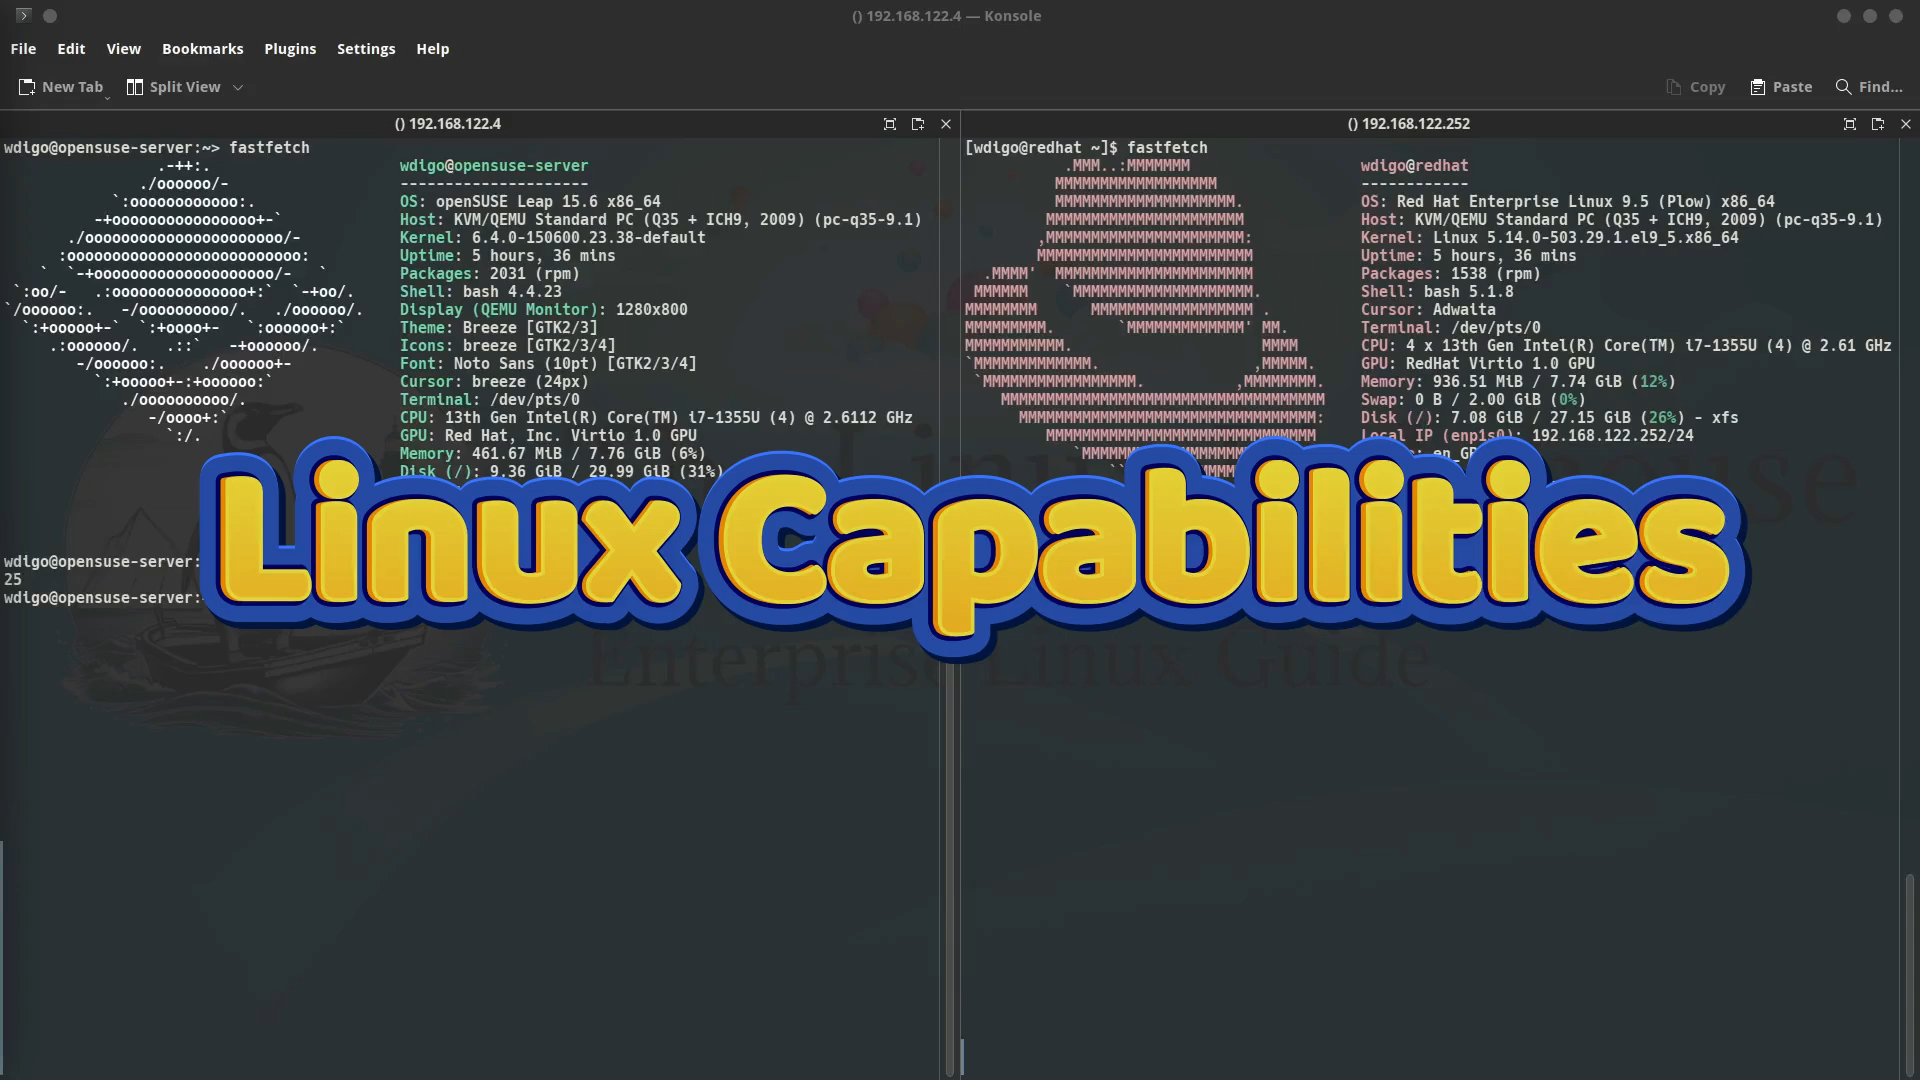 () 192.168.122.4 — Konsole
File Edit View Bookmarks Plugins Settings Help
New Tab Split View Copy Paste Find...
() 192.168.122.4
wdigo@opensuse-server:~> fastfetch
wdigo@opensuse-server
---------------------
OS: openSUSE Leap 15.6 x86_64
Host: KVM/QEMU Standard PC (Q35 + ICH9, 2009) (pc-q35-9.1)
Kernel: 6.4.0-150600.23.38-default
Uptime: 5 hours, 36 mins
Packages: 2031 (rpm)
Shell: bash 4.4.23
Display (QEMU Monitor): 1280x800
Theme: Breeze [GTK2/3]
Icons: breeze [GTK2/3/4]
Font: Noto Sans (10pt) [GTK2/3/4]
Cursor: breeze (24px)
Terminal: /dev/pts/0
CPU: 13th Gen Intel(R) Core(TM) i7-1355U (4) @ 2.6112 GHz
GPU: Red Hat, Inc. Virtio 1.0 GPU
Memory: 461.67 MiB / 7.76 GiB (6%)
Disk (/): 9.36 GiB / 29.99 GiB (31%)
wdigo@opensuse-server:
25
wdigo@opensuse-server:
() 192.168.122.252
[wdigo@redhat ~]$ fastfetch
wdigo@redhat
------------
OS: Red Hat Enterprise Linux 9.5 (Plow) x86_64
Host: KVM/QEMU Standard PC (Q35 + ICH9, 2009) (pc-q35-9.1)
Kernel: Linux 5.14.0-503.29.1.el9_5.x86_64
Uptime: 5 hours, 36 mins
Packages: 1538 (rpm)
Shell: bash 5.1.8
Cursor: Adwaita
Terminal: /dev/pts/0
CPU: 4 x 13th Gen Intel(R) Core(TM) i7-1355U (4) @ 2.61 GHz
GPU: RedHat Virtio 1.0 GPU
Memory: 936.51 MiB / 7.74 GiB (12%)
Swap: 0 B / 2.00 GiB (0%)
Disk (/): 7.08 GiB / 27.15 GiB (26%) - xfs
Local IP (enp1s0): 192.168.122.252/24
Linux Capabilities
Enterprise Linux Guide